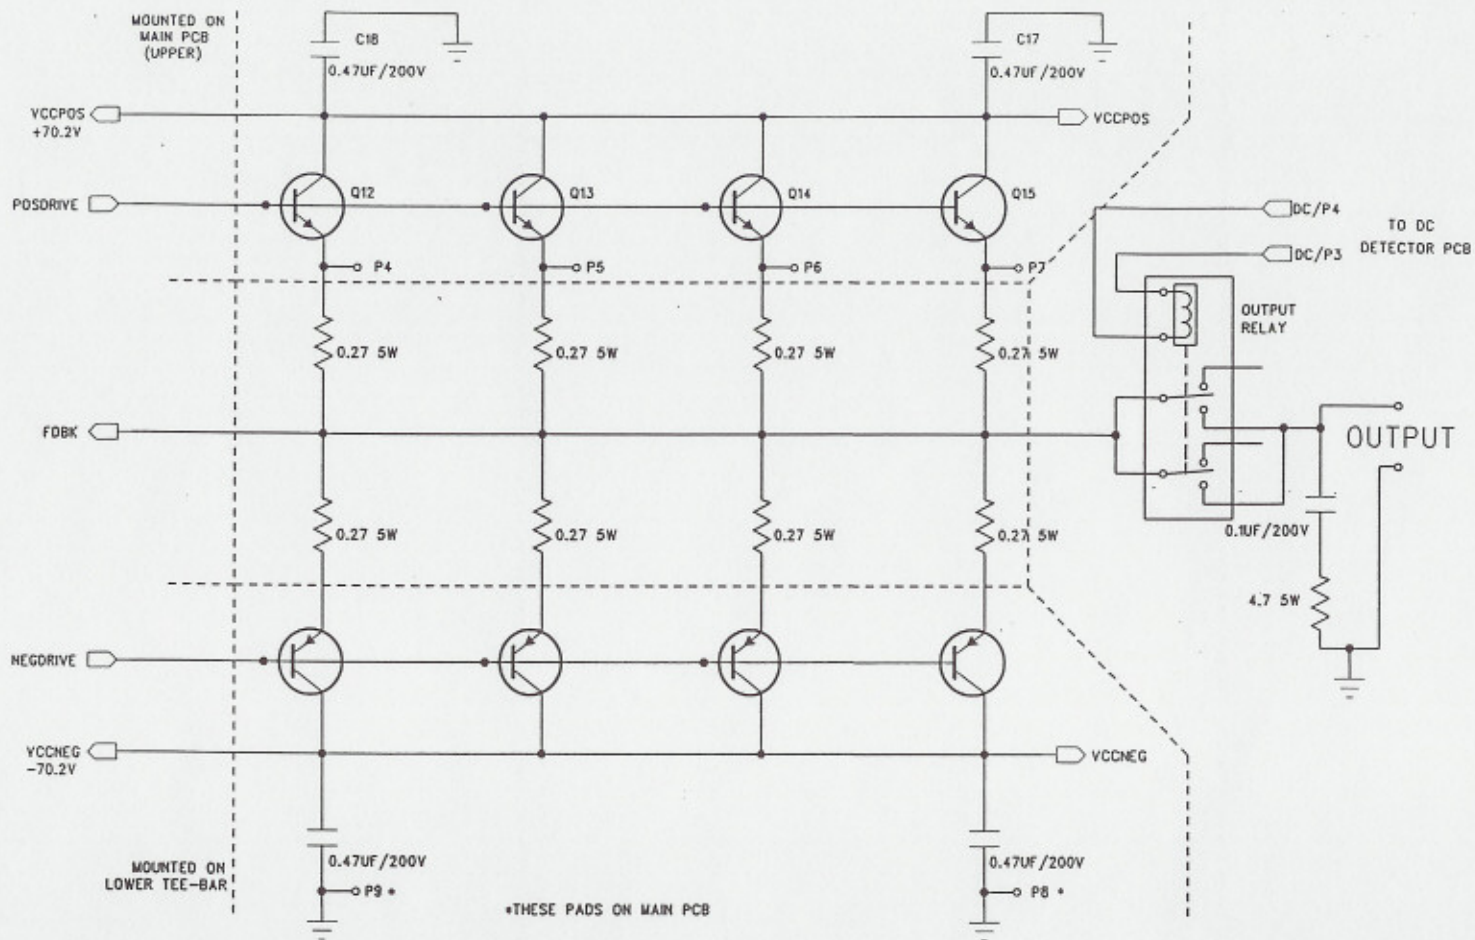 MOUNTED ON
MAIN PCB
(UPPER)
C18
0.47UF/200V
C17
0.47UF/200V
VCCPOS
+70.2V
VCCPOS
POSDRIVE
Q12
Q13
Q14
Q15
DC/P4
TO DC
DETECTOR PCB
DC/P3
P4
P5
P6
P7
OUTPUT
RELAY
0.27 5W
0.27 5W
0.27 5W
0.27 5W
FDBK
OUTPUT
0.27 5W
0.27 5W
0.27 5W
0.27 5W
0.1UF/200V
4.7 5W
NEGDRIVE
VCCNEG
-70.2V
VCCNEG
0.47UF/200V
0.47UF/200V
MOUNTED ON
LOWER TEE-BAR
P9 *
P8 *
*THESE PADS ON MAIN PCB